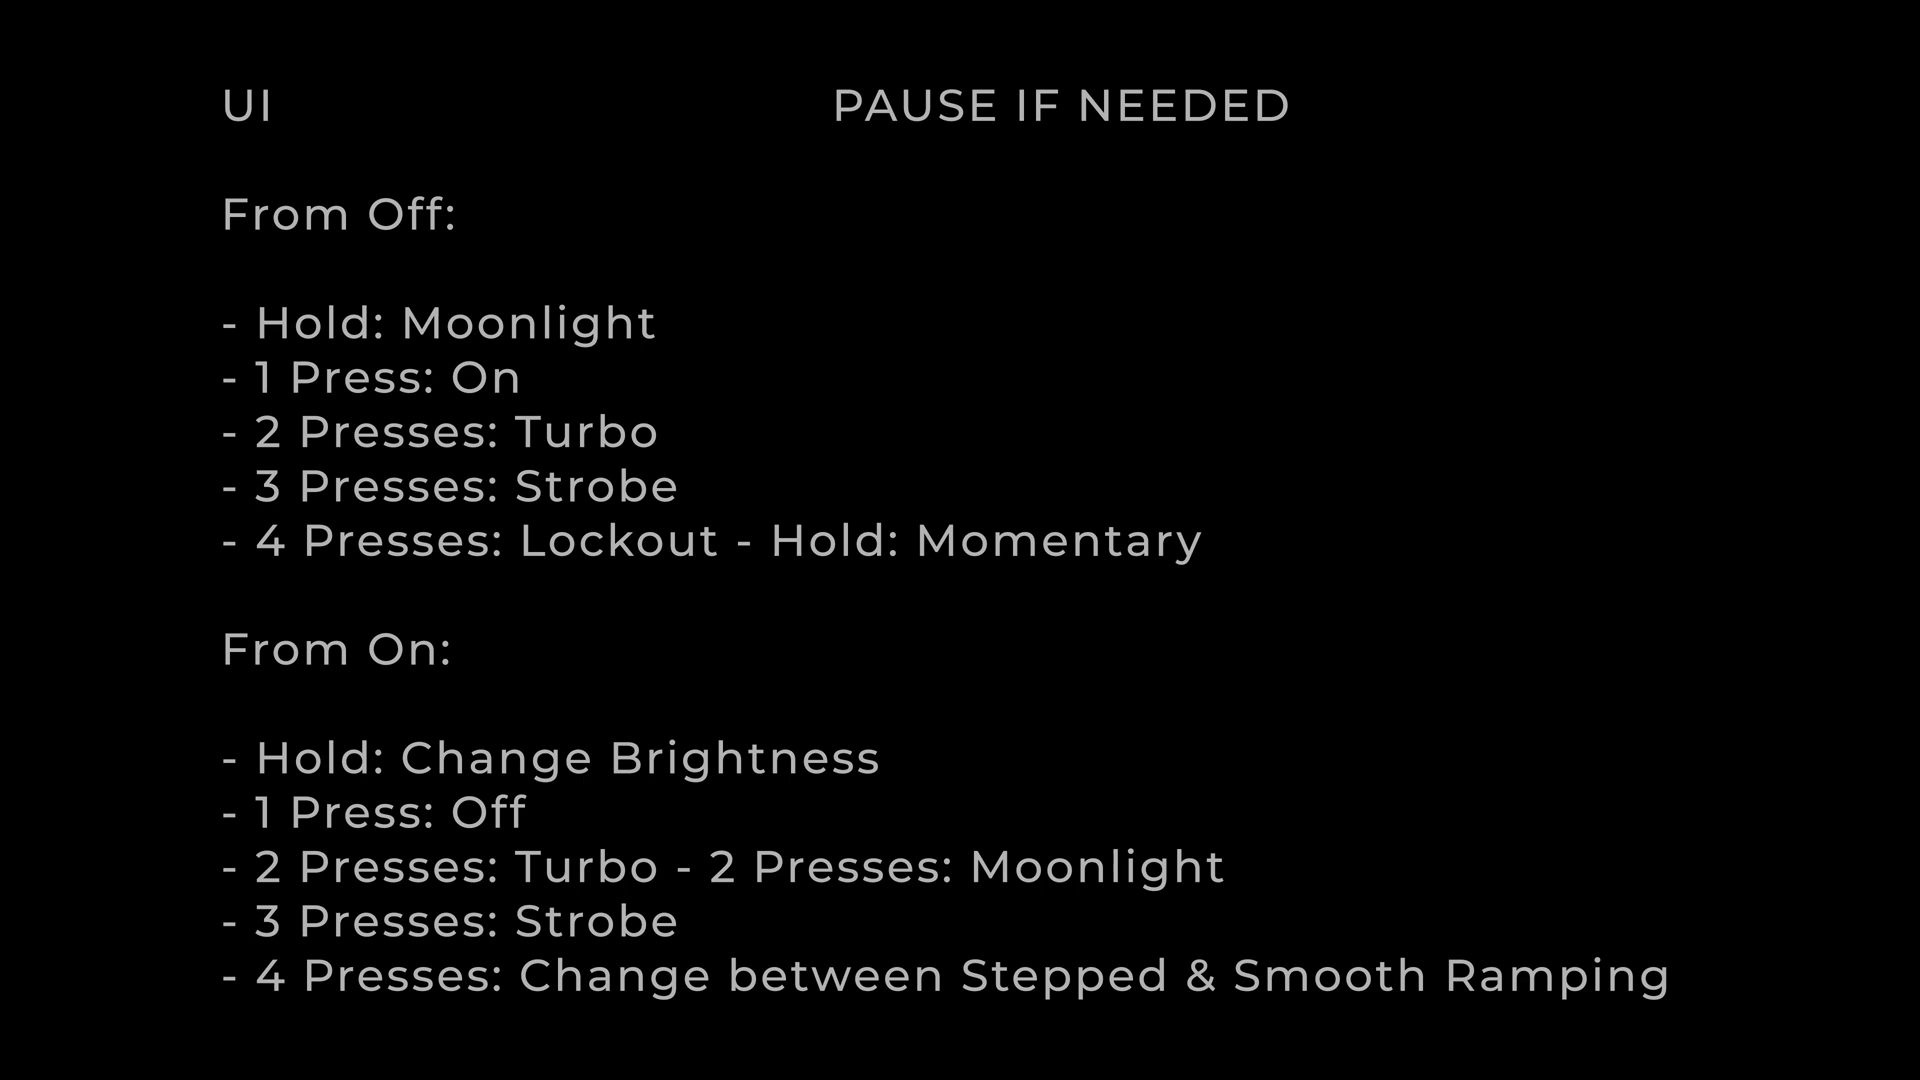 UI PAUSE IF NEEDED
From Off:
- Hold: Moonlight
- 1 Press: On
- 2 Presses: Turbo
- 3 Presses: Strobe
- 4 Presses: Lockout - Hold: Momentary
From On:
- Hold: Change Brightness
- 1 Press: Off
- 2 Presses: Turbo - 2 Presses: Moonlight
- 3 Presses: Strobe
- 4 Presses: Change between Stepped & Smooth Ramping